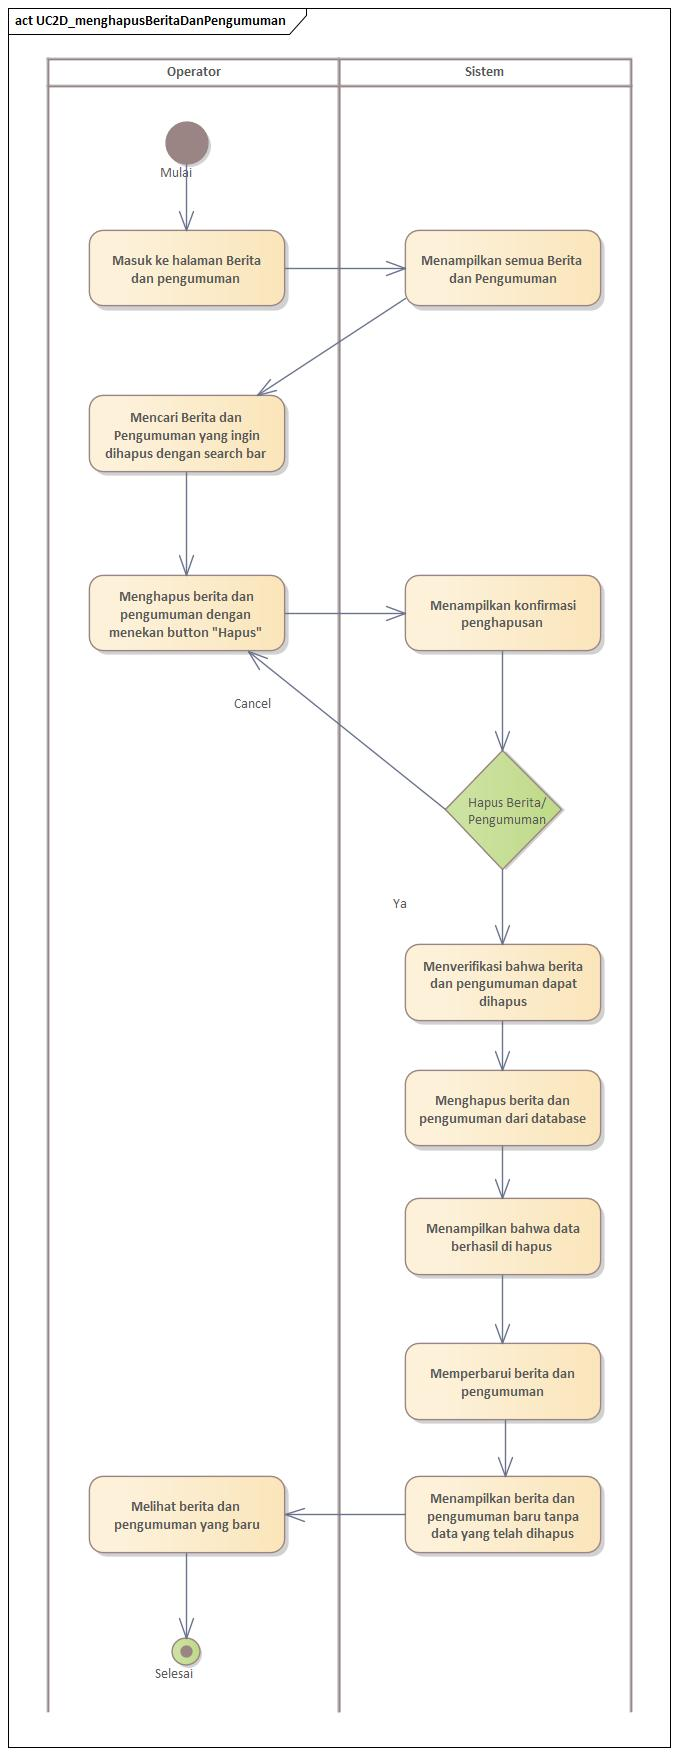 act UC2D_menghapusBeritaDanPengumuman
Operator
Sistem
Mulai
Masuk ke halaman Berita
dan pengumuman
Menampilkan semua Berita
dan Pengumuman
Mencari Berita dan
Pengumuman yang ingin
dihapus dengan search bar
Menghapus berita dan
pengumuman dengan
menekan button "Hapus"
Menampilkan konfirmasi
penghapusan
Cancel
Hapus Berita/
Pengumuman
Ya
Menverifikasi bahwa berita
dan pengumuman dapat
dihapus
Menghapus berita dan
pengumuman dari database
Menampilkan bahwa data
berhasil di hapus
Memperbarui berita dan
pengumuman
Melihat berita dan
pengumuman yang baru
Menampilkan berita dan
pengumuman baru tanpa
data yang telah dihapus
Selesai